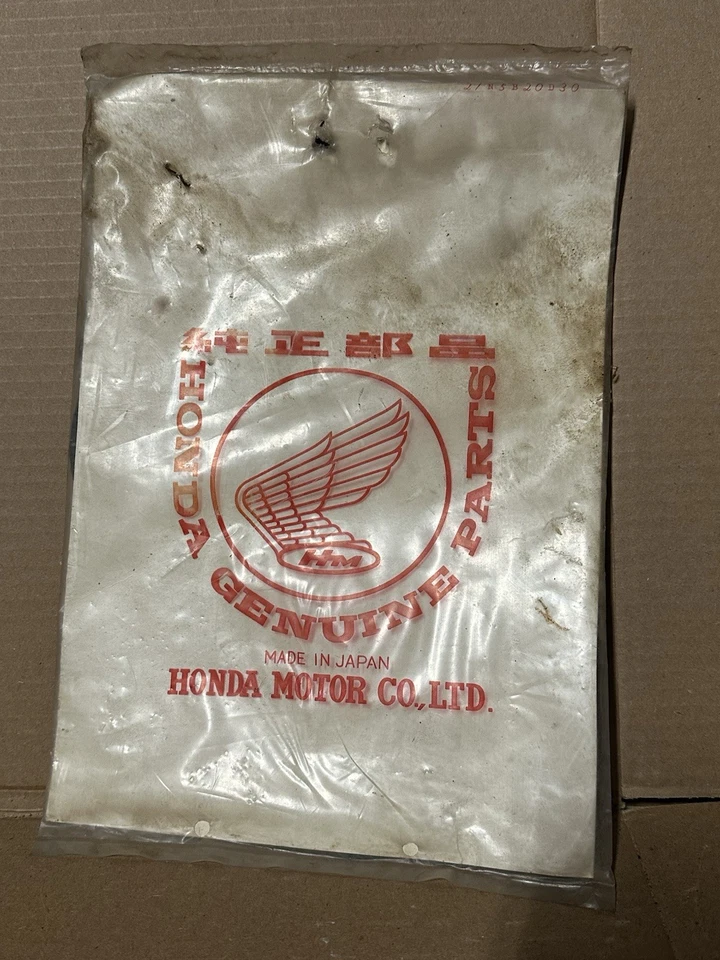 純正部品
HONDA GENUINE PARTS
HM
MADE IN JAPAN
HONDA MOTOR CO.,LTD.